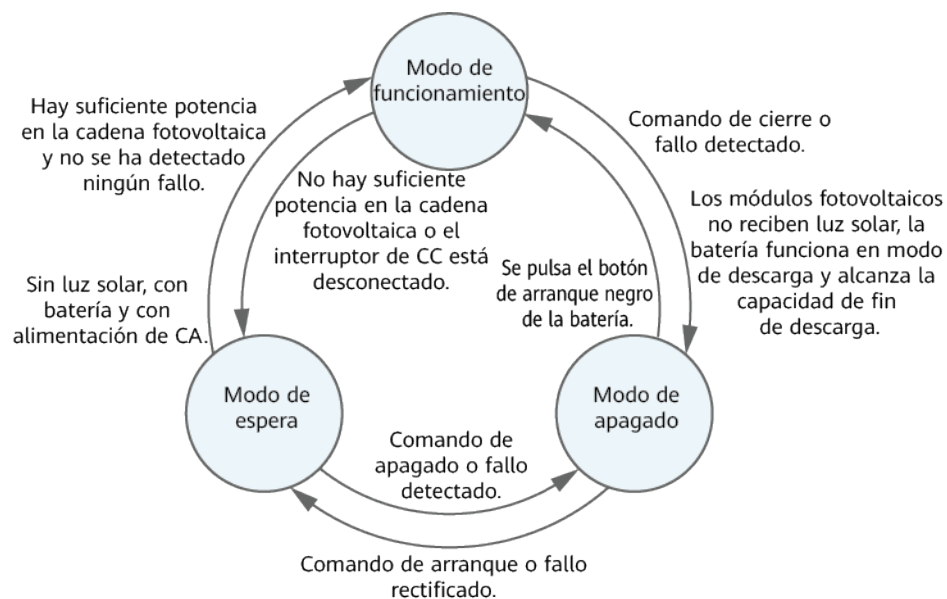 Modo de
funcionamiento
Hay suficiente potencia
en la cadena fotovoltaica
y no se ha detectado
ningún fallo.
Comando de cierre o
fallo detectado.
No hay suficiente
potencia en la cadena
fotovoltaica o el
interruptor de CC está
desconectado.
Los módulos fotovoltaicos
no reciben luz solar, la
batería funciona en modo
de descarga y alcanza la
capacidad de fin
de descarga.
Se pulsa el botón
de arranque negro
de la batería.
Sin luz solar, con
batería y con
alimentación de CA.
Modo de
espera
Modo de
apagado
Comando de
apagado o fallo
detectado.
Comando de arranque o fallo
rectificado.